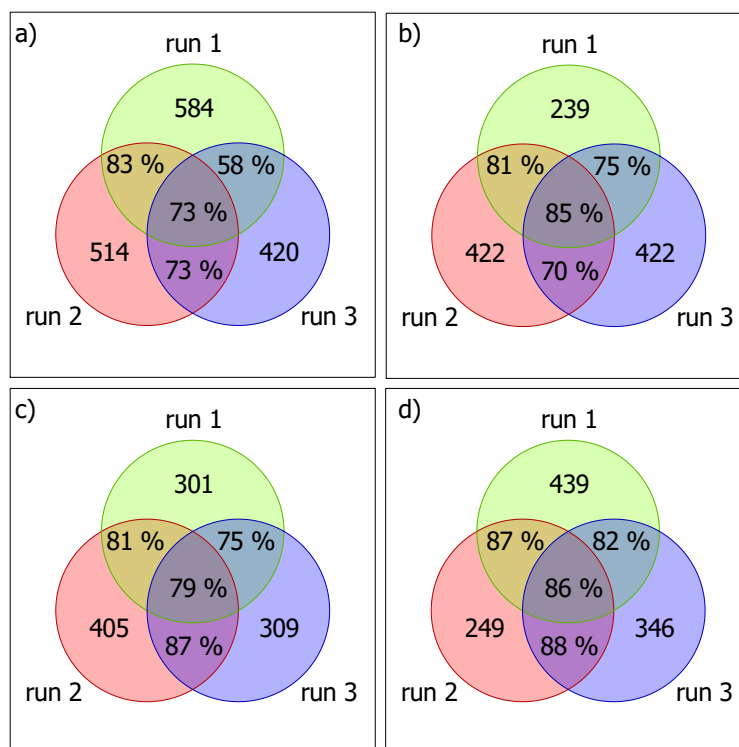 a)
run 1
584
83 %
58 %
73 %
514
73 %
420
run 2
run 3
b)
run 1
239
81 %
75 %
85 %
422
70 %
422
run 2
run 3
c)
run 1
301
81 %
75 %
79 %
405
87 %
309
run 2
run 3
d)
run 1
439
87 %
82 %
86 %
249
88 %
346
run 2
run 3